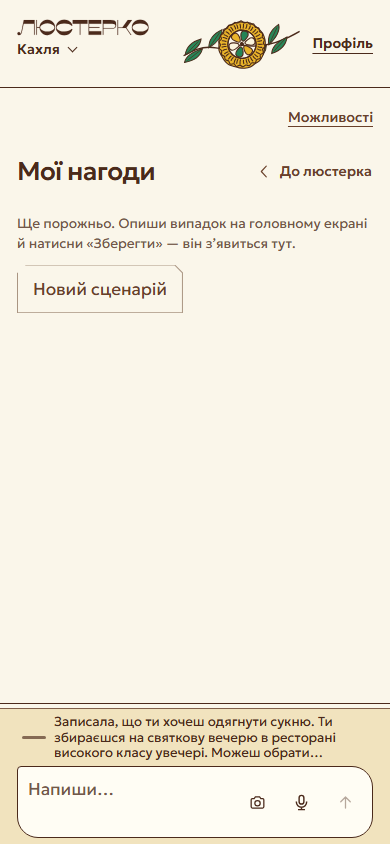 ЛЮСТЕРКО
Кахля
Профіль
Можливості
Мої нагоди
До люстерка
Ще порожньо. Опиши випадок на головному екрані
й натисни «Зберегти» — він з’явиться тут.
Новий сценарій
Записала, що ти хочеш одягнути сукню. Ти
збираєшся на святкову вечерю в ресторані
високого класу увечері. Можеш обрати…
Напиши…